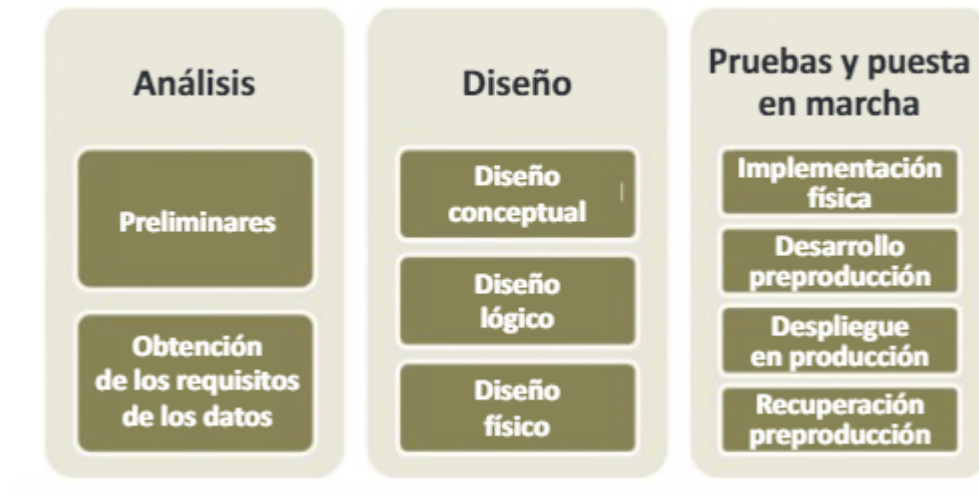 Análisis
Preliminares
Obtención
de los requisitos
de los datos
Diseño
Diseño
conceptual
Diseño
lógico
Diseño
físico
Pruebas y puesta
en marcha
Implementación
física
Desarrollo
preproducción
Despliegue
en producción
Recuperación
preproducción